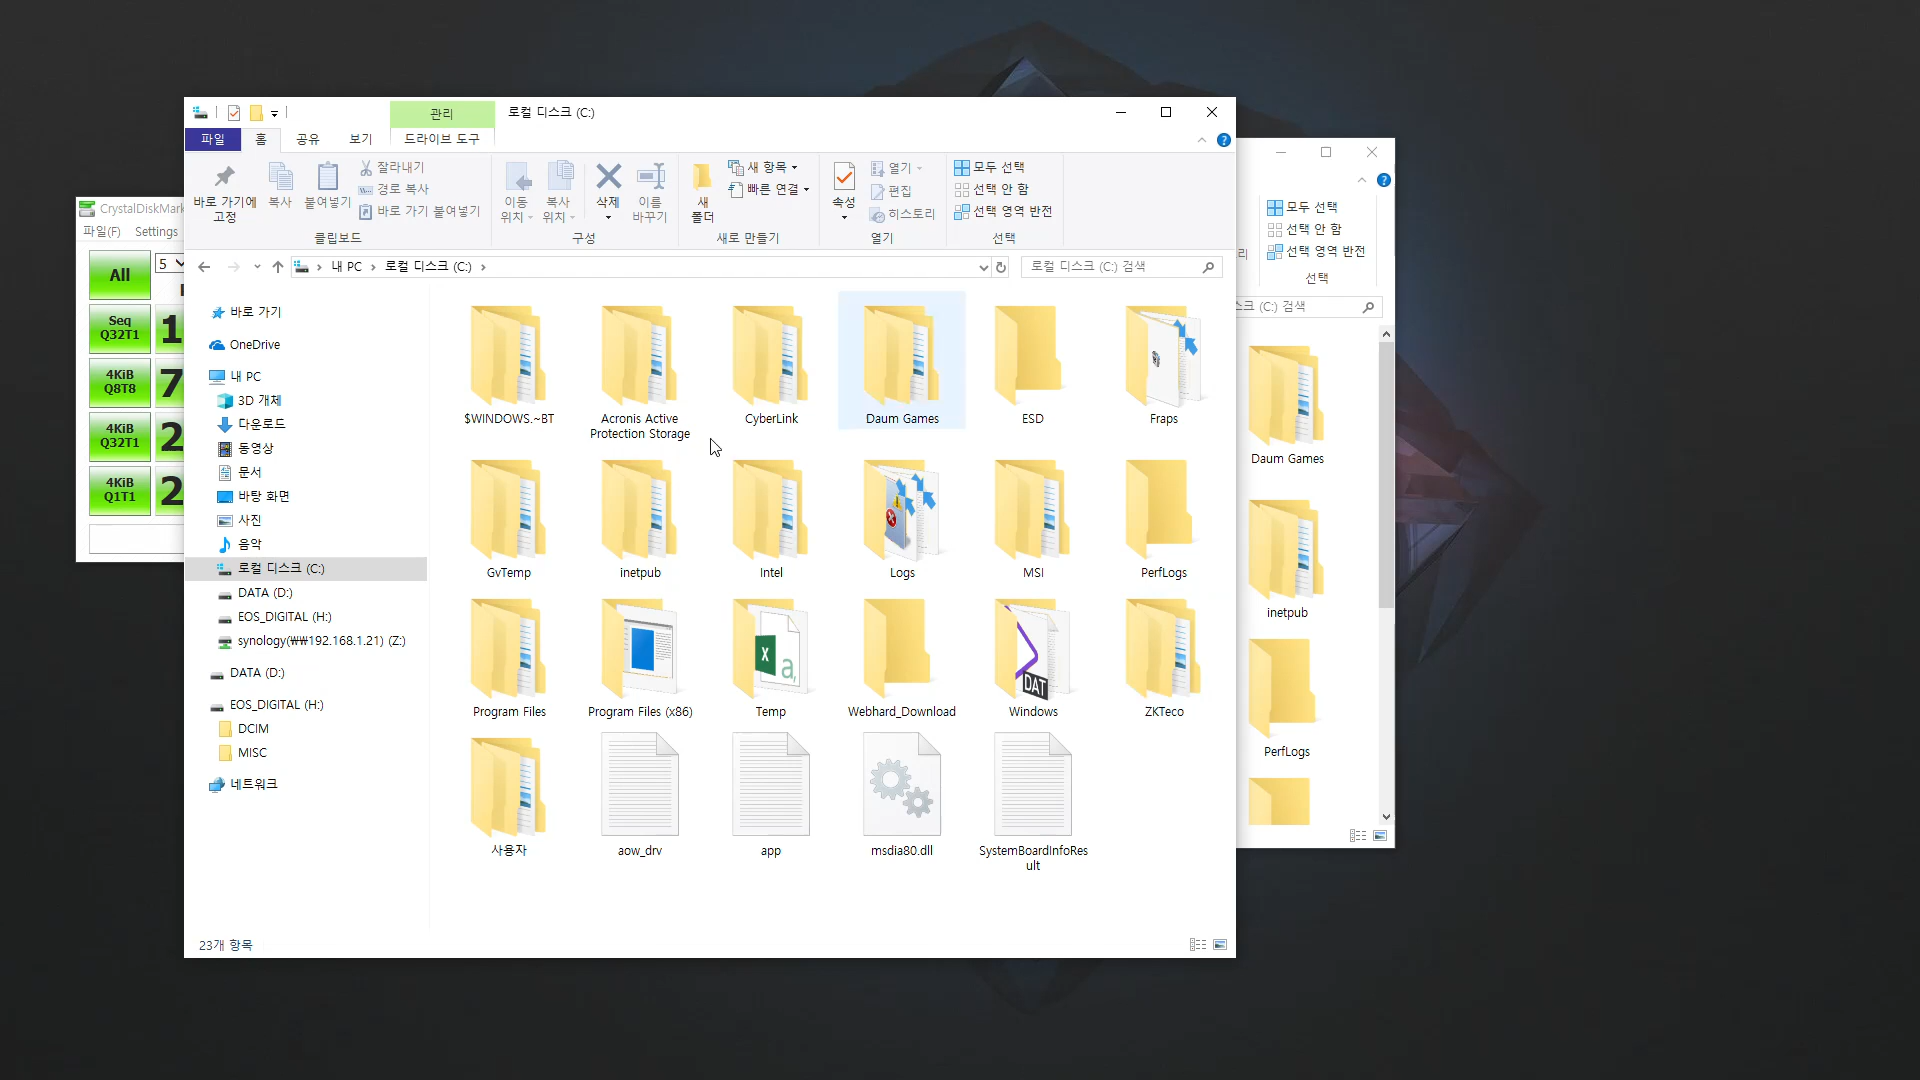 관리
로컬 디스크 (C:)
파일
홈
공유
보기
드라이브 도구
바로 가기에
고정
복사
붙여넣기
잘라내기
경로 복사
바로 가기 붙여넣기
클립보드
이동
위치
복사
위치
삭제
이름
바꾸기
구성
새
폴더
새 항목
빠른 연결
새로 만들기
속성
열기
편집
히스토리
열기
모두 선택
선택 안 함
선택 영역 반전
선택
내 PC
로컬 디스크 (C:)
로컬 디스크 (C:) 검색
바로 가기
OneDrive
내 PC
3D 개체
다운로드
동영상
문서
바탕 화면
사진
음악
로컬 디스크 (C:)
DATA (D:)
EOS_DIGITAL (H:)
synology(₩₩192.168.1.21) (Z:)
DATA (D:)
EOS_DIGITAL (H:)
DCIM
MISC
네트워크
$WINDOWS.~BT
Acronis Active
Protection Storage
CyberLink
Daum Games
ESD
Fraps
GvTemp
inetpub
Intel
Logs
MSI
PerfLogs
Program Files
Program Files (x86)
Temp
Webhard_Download
DAT
Windows
ZKTeco
사용자
aow_drv
app
msdia80.dll
SystemBoardInfoRes
ult
23개 항목
CrystalDiskMark
파일(F)
Settings
All
5
Seq
Q32T1
1
4KiB
Q8T8
7
4KiB
Q32T1
2
4KiB
Q1T1
2
모두 선택
선택 안 함
선택 영역 반전
리
선택
스크 (C:) 검색
Daum Games
inetpub
PerfLogs